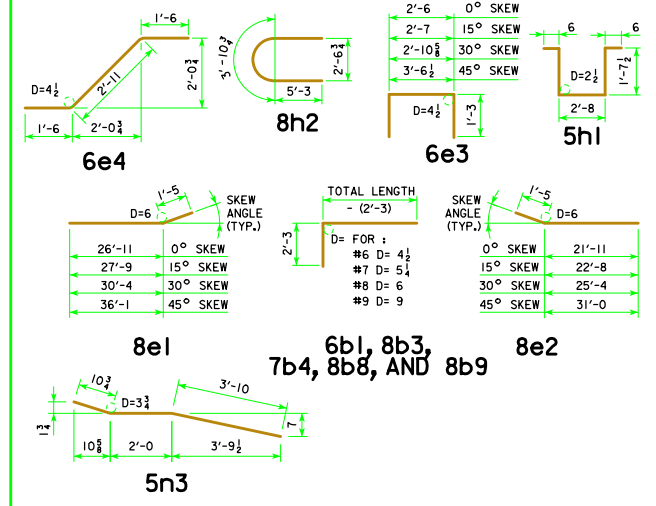 1'-6
D=4½
2'-11
2'-0¾
1'-6
2'-0¾
6e4
3'-10¾
2'-6¾
5'-3
8h2
2'-6 0° SKEW
2'-7 15° SKEW
2'-10⅝ 30° SKEW
3'-6½ 45° SKEW
D=4½
1'-3
6e3
6 6
D=2½
1'-7½
2'-8
5h1
1'-5
D=6
SKEW
ANGLE
(TYP.)
26'-11 0° SKEW
27'-9 15° SKEW
30'-4 30° SKEW
36'-1 45° SKEW
8e1
TOTAL LENGTH
- (2'-3)
2'-3
D= FOR :
#6 D= 4½
#7 D= 5¼
#8 D= 6
#9 D= 9
6b1, 8b3,
7b4, 8b8, AND 8b9
SKEW
ANGLE
(TYP.)
1'-5
D=6
0° SKEW 21'-11
15° SKEW 22'-8
30° SKEW 25'-4
45° SKEW 31'-0
8e2
10¾
D=3¾
3'-10
1¾
7
10⅝ 2'-0 3'-9½
5n3